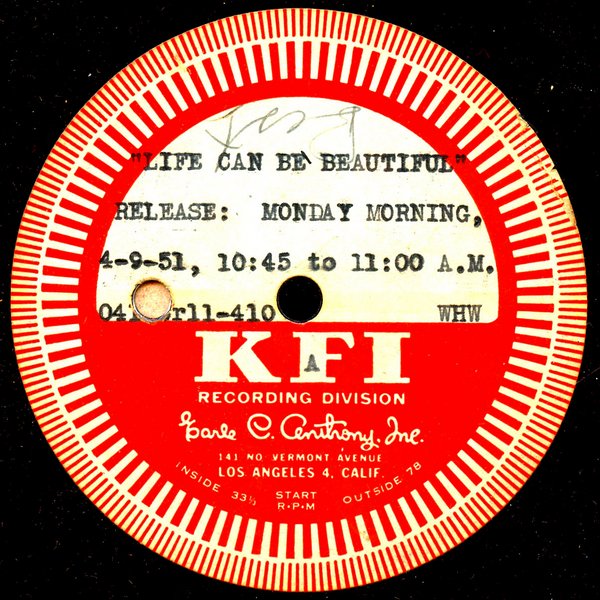 "LIFE CAN BE BEAUTIFUL"
RELEASE: MONDAY MORNING,
4-9-51, 10:45 to 11:00 A.M.
WHW
KFI
A
RECORDING DIVISION
Earle C. Anthony, Inc.
141 NO VERMONT AVENUE
LOS ANGELES 4, CALIF.
INSIDE 33⅓ START OUTSIDE 78
R·P·M